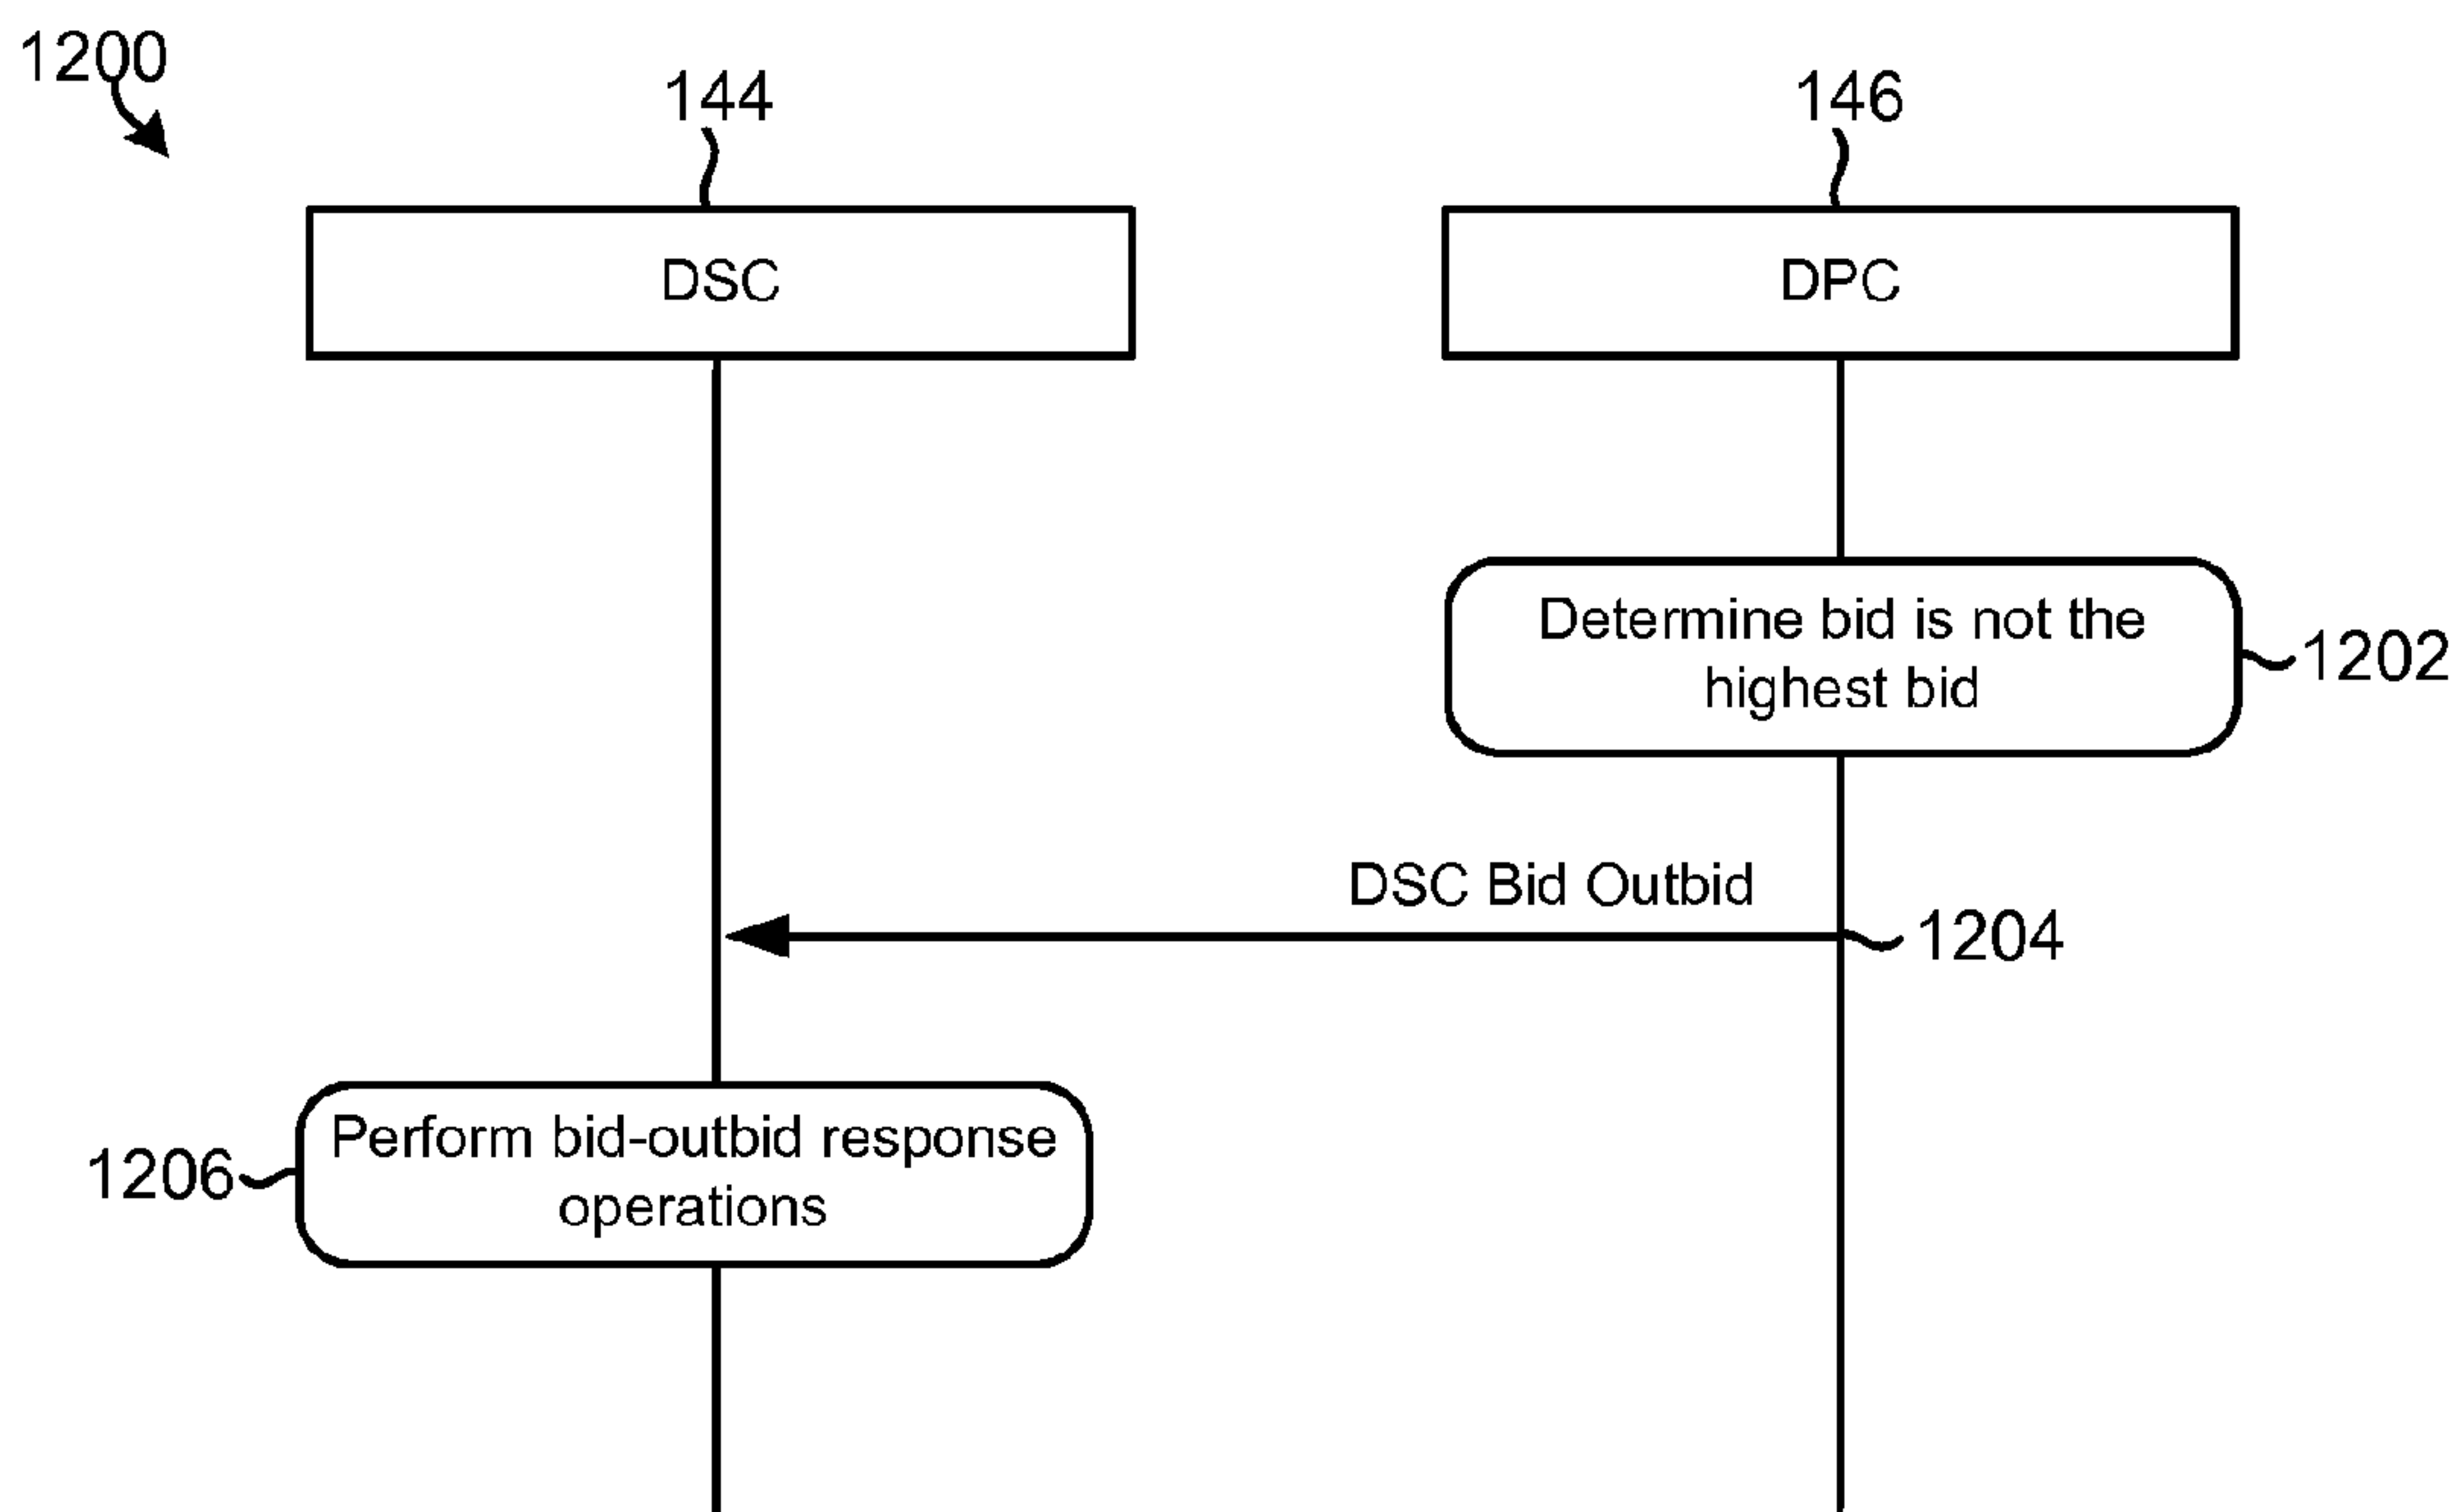 1200
144
146
DSC
DPC
Determine bid is not the
highest bid
1202
DSC Bid Outbid
1204
Perform bid-outbid response
operations
1206